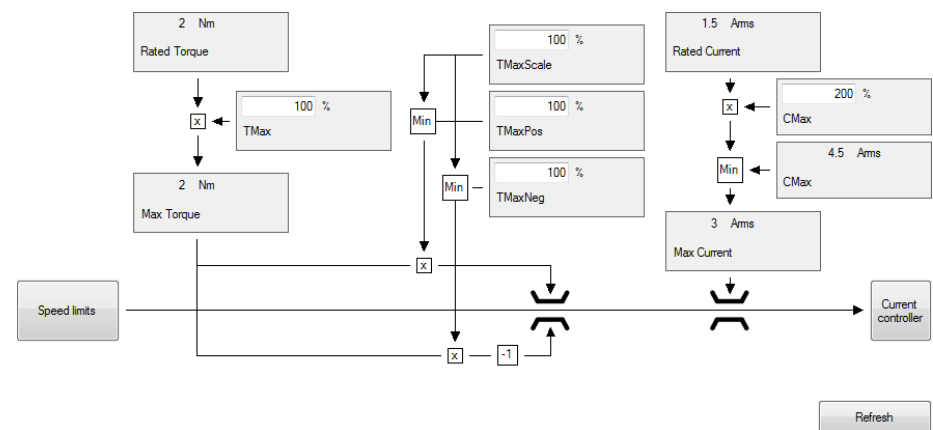 2 Nm
Rated Torque
x
100 %
TMax
2 Nm
Max Torque
100 %
TMaxScale
Min
100 %
TMaxPos
Min
100 %
TMaxNeg
x
x
-1
1.5 Arms
Rated Current
x
200 %
CMax
Min
4.5 Arms
CMax
3 Arms
Max Current
Speed limits
Current
controller
Refresh